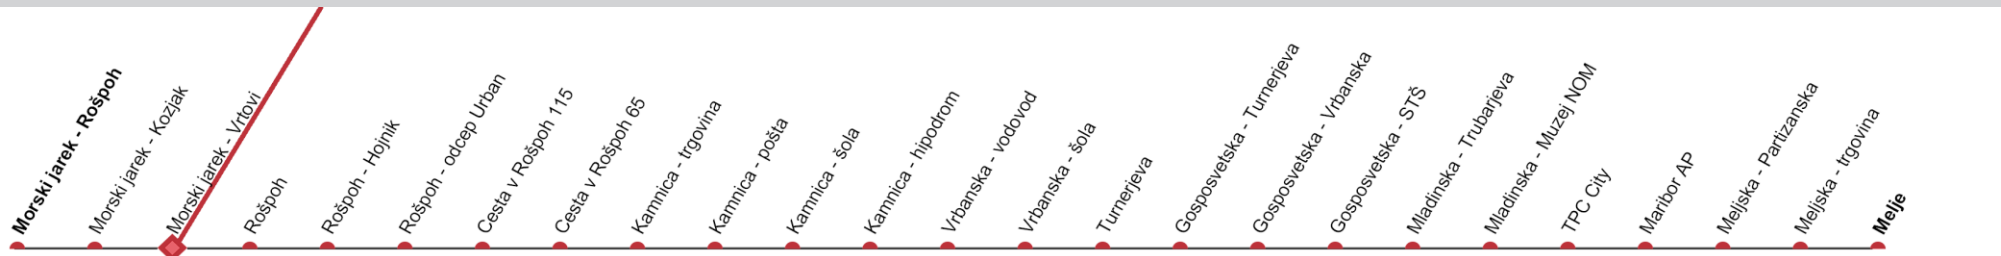 Morski jarek - Rošpoh
Morski jarek - Kozjak
Morski jarek - Vrtovi
Rošpoh
Rošpoh - Hojnik
Rošpoh - odcep Urban
Cesta v Rošpoh 115
Cesta v Rošpoh 65
Kamnica - trgovina
Kamnica - pošta
Kamnica - šola
Kamnica - hipodrom
Vrbanska - vodovod
Vrbanska - šola
Turnerjeva
Gosposvetska - Turnerjeva
Gosposvetska - Vrbanska
Gosposvetska - STŠ
Mladinska - Trubarjeva
Mladinska - Muzej NOM
TPC City
Maribor AP
Meljska - Partizanska
Meljska - trgovina
Melje